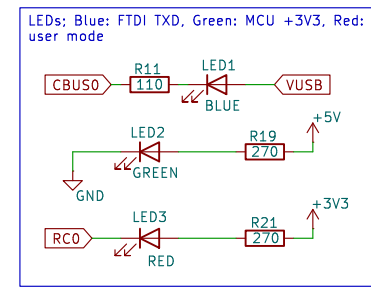 LEDs; Blue: FTDI TXD, Green: MCU +3V3, Red:
user mode
R11
LED1
CBUS0
110
VUSB
BLUE
LED2
R19
+5V
270
GREEN
GND
LED3
R21
+3V3
RC0
270
RED